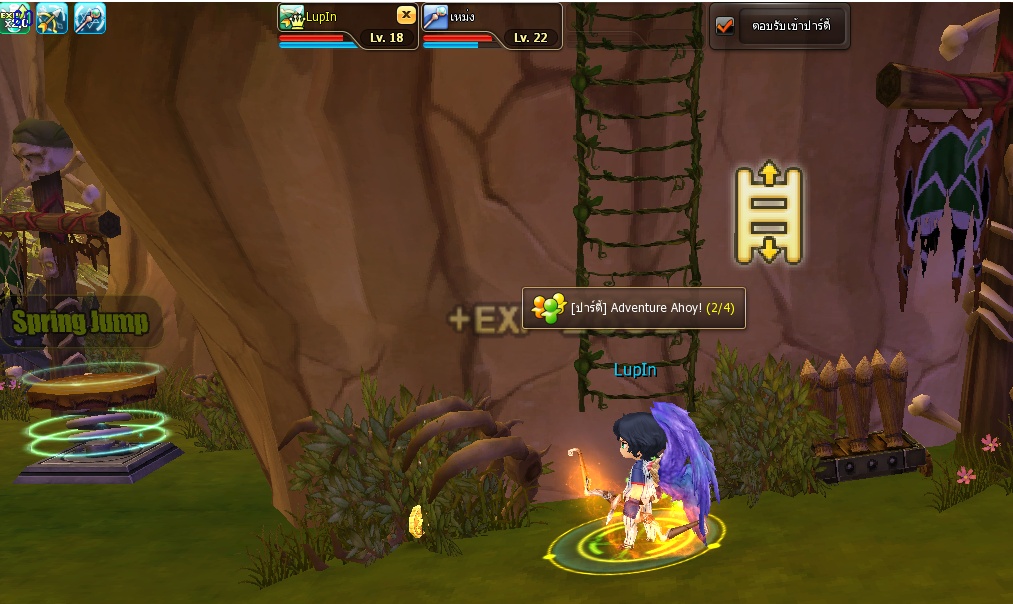 LupIn
เหม่ง
Lv. 18
Lv. 22
ตอบรับเข้าปาร์ตี้
[ปาร์ตี้] Adventure Ahoy! (2/4)
+EX
Spring Jump
LupIn